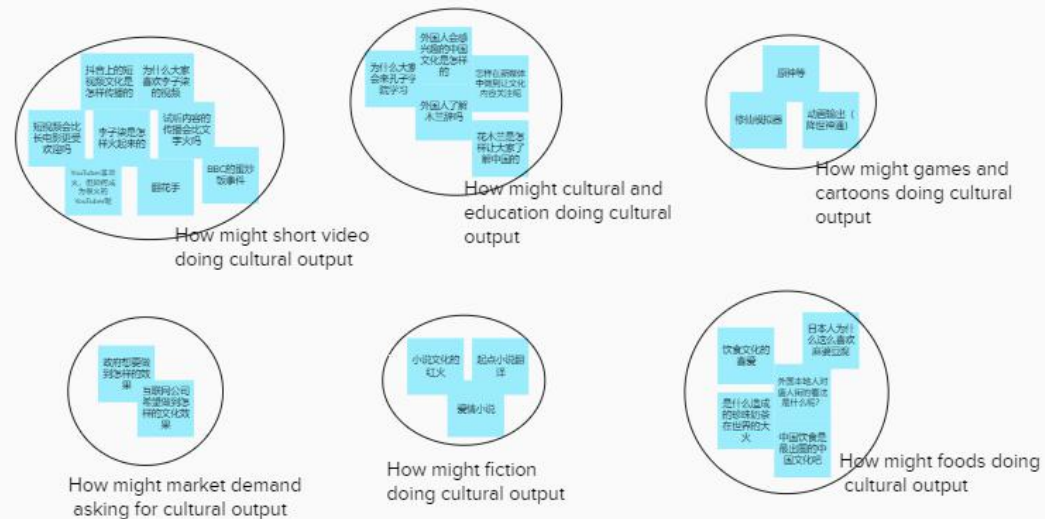 抖音上的短
视频文化是
怎样传播的
为什么大家
喜欢李子柒
的视频
短视频会比
长电影更受
欢迎吗
李子柒是怎
样火起来的
试听内容的
传播会比文
字火吗
翻花手
BBC的蛋炒
饭事件
How might short video
doing cultural output
为什么大家
会来孔子学
院学习
外国人会感
兴趣的中国
文化是怎样
的
怎样在新媒体
中做到让文化
内容关注呢
外国人了解
木兰辞吗
花木兰是怎
样让大家了
解中国的
How might cultural and
education doing cultural
output
原神等
修仙模拟器
动画输出（
降世神通）
How might games and
cartoons doing cultural
output
政府想要做
到怎样的效
果
互联网公司
希望做到怎
样的文化效
果
How might market demand
asking for cultural output
小说文化的
红火
起点小说翻
译
爱情小说
How might fiction
doing cultural output
饮食文化的
喜爱
日本人为什
么这么喜欢
麻婆豆腐
外国本地人对
唐人街的看法
是什么呢?
是什么造成
的珍珠奶茶
在世界的大
火
中国饮食是
最出圈的中
国文化吧
How might foods doing
cultural output